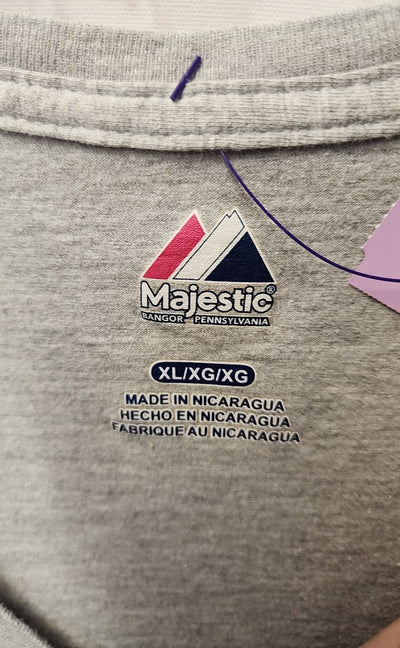 Majestic®
BANGOR PENNSYLVANIA
XL/XG/XG
MADE IN NICARAGUA
HECHO EN NICARAGUA
FABRIQUE AU NICARAGUA